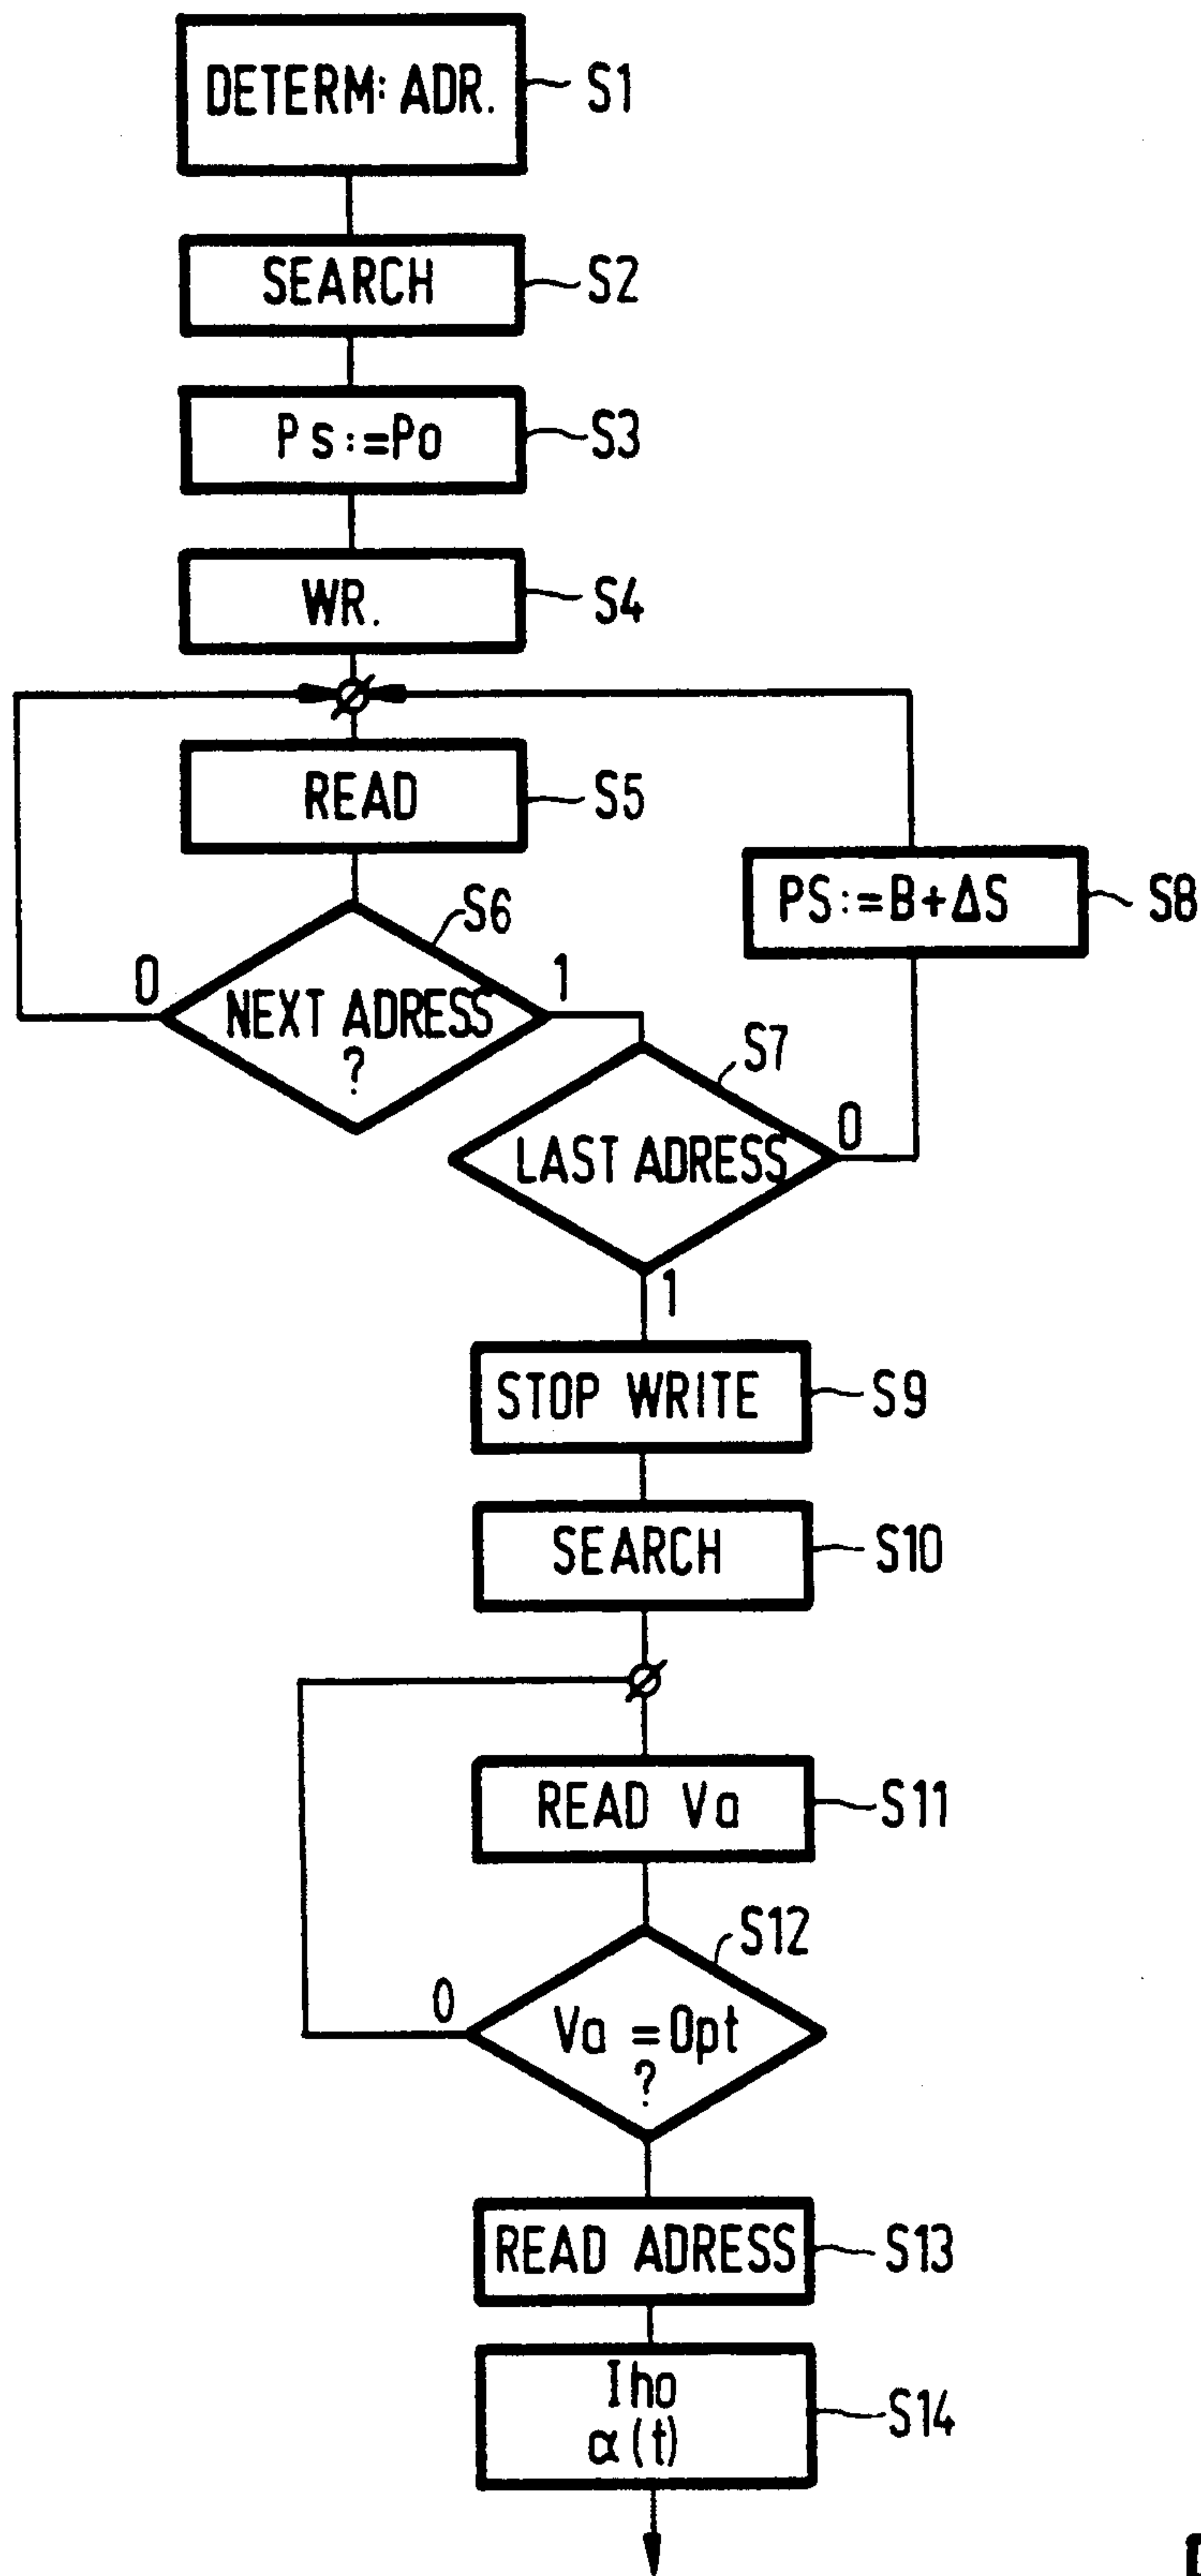 DETERM: ADR.
S1
SEARCH
S2
Ps:=Po
S3
WR.
S4
READ
S5
PS:=B+ΔS
S8
S6
0
1
NEXT ADRESS
?
S7
0
LAST ADRESS
1
STOP WRITE
S9
SEARCH
S10
READ Va
S11
S12
0
Va =Opt
?
READ ADRESS
S13
Iho
α(t)
S14